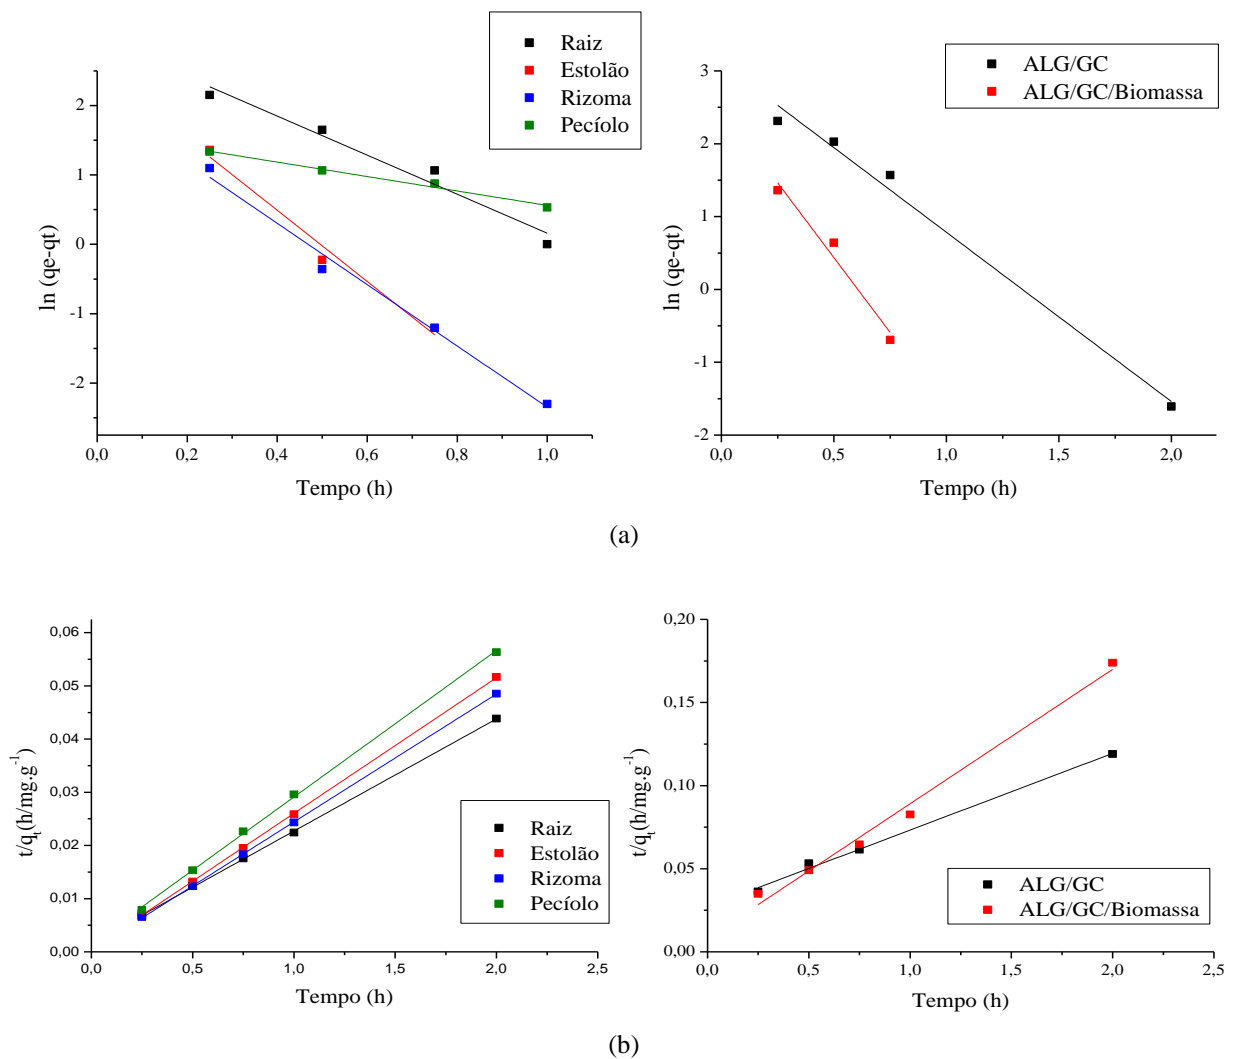 Raiz
Estolão
Rizoma
Pecíolo
2
1
0
-1
-2
ln (qe-qt)
0,0
0,2
0,4
0,6
0,8
1,0
Tempo (h)
ALG/GC
ALG/GC/Biomassa
3
2
1
0
-1
-2
ln (qe-qt)
0,0
0,5
1,0
1,5
2,0
Tempo (h)
(a)
0,06
0,05
0,04
0,03
0,02
0,01
0,00
t/qt(h/mg.g-1)
0,0
0,5
1,0
1,5
2,0
2,5
Tempo (h)
Raiz
Estolão
Rizoma
Pecíolo
0,20
0,15
0,10
0,05
0,00
t/qt(h/mg.g-1)
0,0
0,5
1,0
1,5
2,0
2,5
Tempo (h)
ALG/GC
ALG/GC/Biomassa
(b)